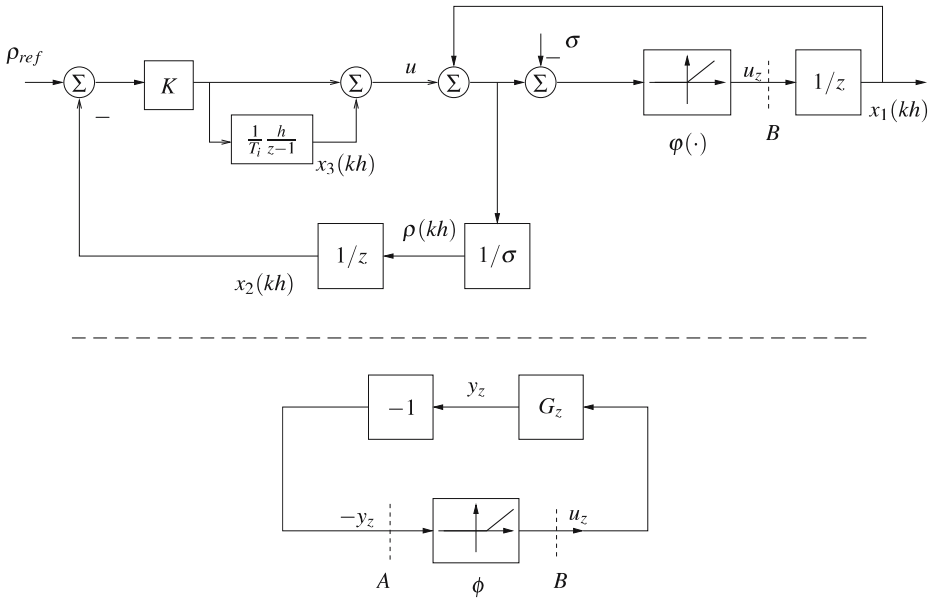 ρ_ref
Σ
−
K
1/T_i h/(z−1)
x_3(kh)
Σ
u
Σ
Σ
−
σ
φ(·)
u_z
B
1/z
x_1(kh)
1/z
x_2(kh)
ρ(kh)
1/σ
−1
y_z
G_z
−y_z
A
ϕ
u_z
B